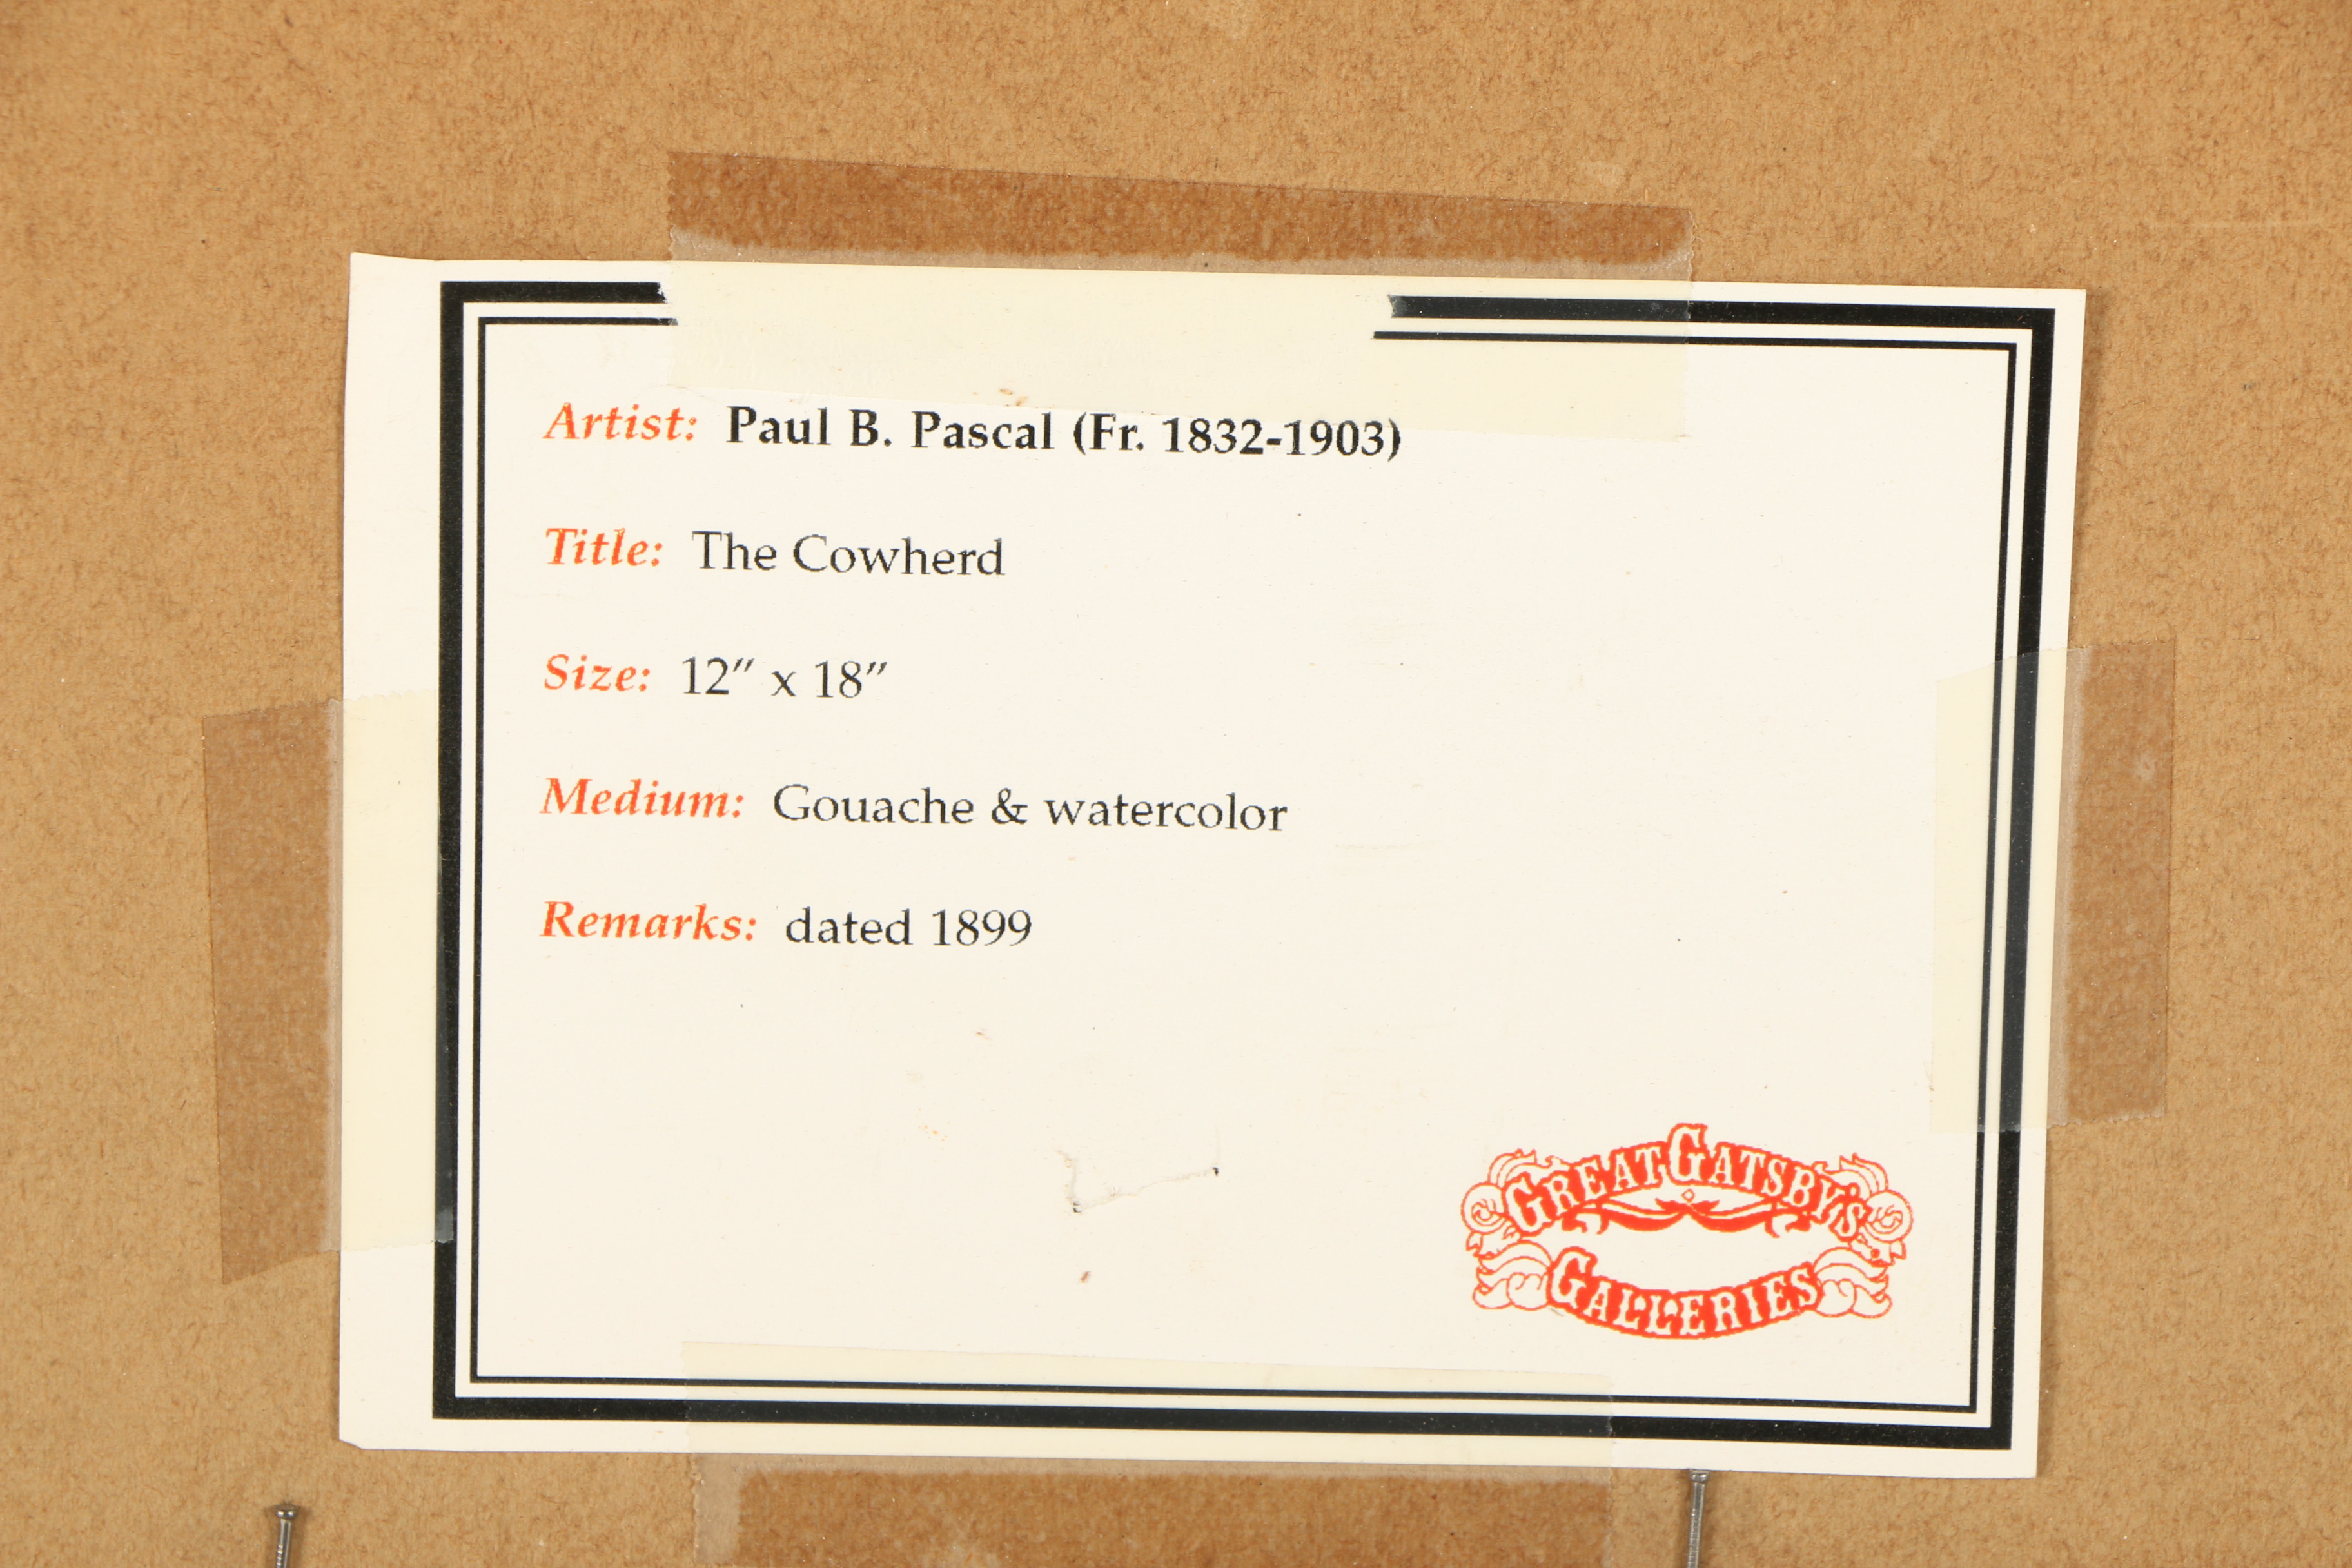 Artist: Paul B. Pascal (Fr. 1832-1903)
Title: The Cowherd
Size: 12″ x 18″
Medium: Gouache & watercolor
Remarks: dated 1899
GREAT GATSBY'S
GALLERIES